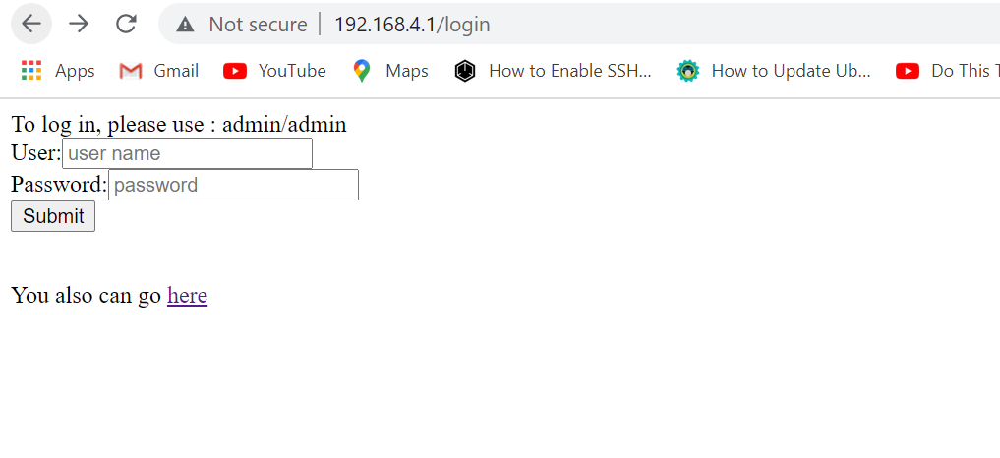 Not secure 192.168.4.1/login
Apps Gmail YouTube Maps How to Enable SSH... How to Update Ub... Do This
To log in, please use : admin/admin
User: user name
Password: password
Submit
You also can go here